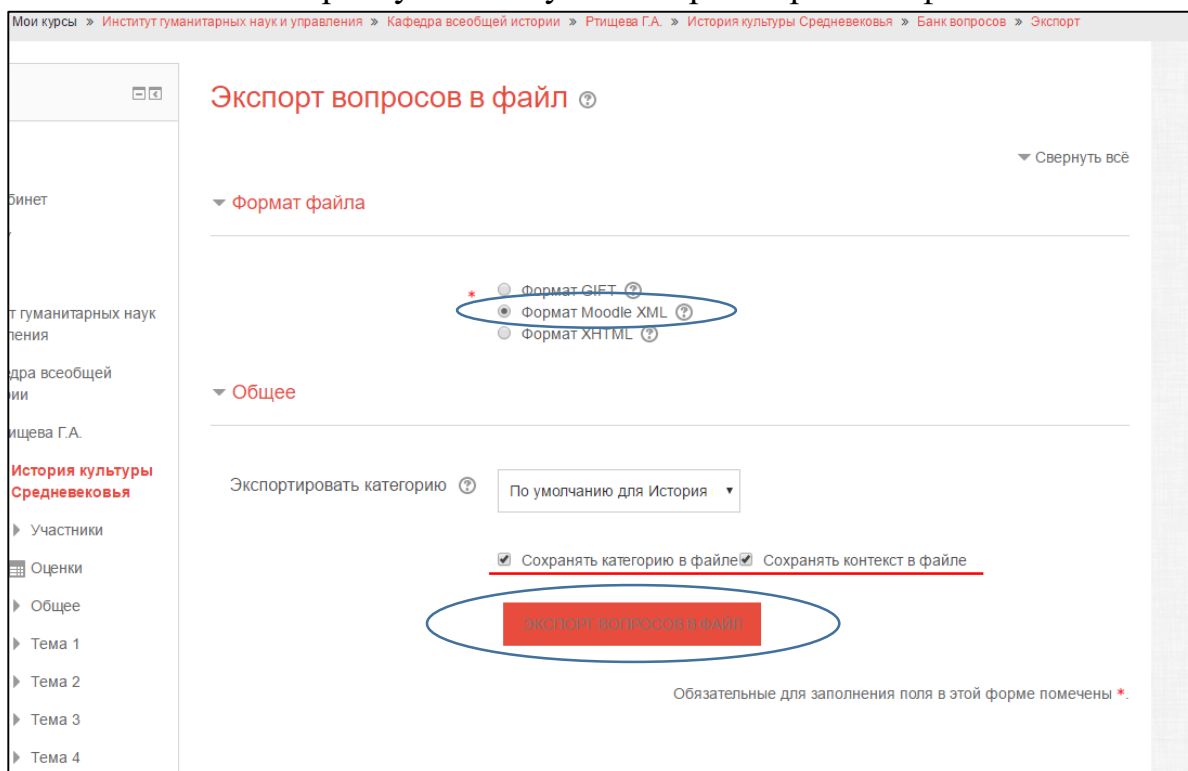 Мои курсы » Институт гуманитарных наук и управления » Кафедра всеобщей истории » Ртищева Г.А. » История культуры Средневековья » Банк вопросов » Экспорт
Экспорт вопросов в файл
Свернуть всё
бинет
Формат файла
Формат GIFT
* Формат Moodle XML
Формат XHTML
т гуманитарных наук
ления
едра всеобщей
рии
Общее
тищева Г.А.
История культуры
Средневековья
Экспортировать категорию По умолчанию для История
Участники
Сохранять категорию в файле Сохранять контекст в файле
Оценки
Общее
ЭКСПОРТ ВОПРОСОВ В ФАЙЛ
Тема 1
Тема 2
Обязательные для заполнения поля в этой форме помечены *.
Тема 3
Тема 4